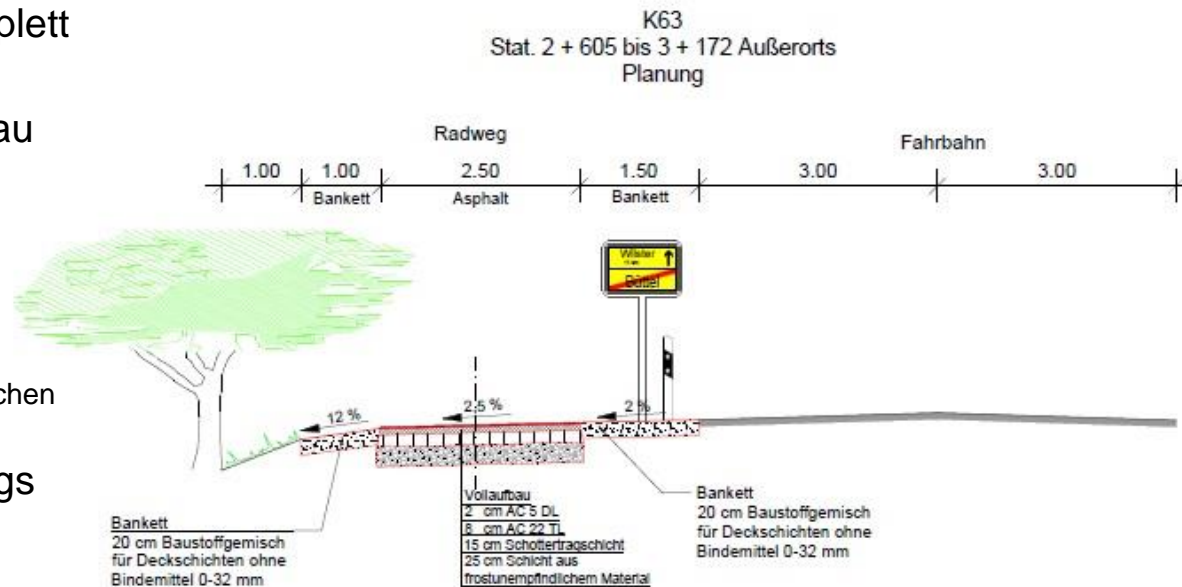 plett
K63
Stat. 2 + 605 bis 3 + 172 Außerorts
Planung
au
Radweg
Fahrbahn
1.00 1.00 2.50 1.50 3.00 3.00
Bankett Asphalt Bankett
Wilster
Büttel
chen
12 % 2.5 % 2 %
gs
Vollaufbau
2 cm AC 5 DL
8 cm AC 22 TL
15 cm Schottertragschicht
25 cm Schicht aus
frostunempfindlichem Material
Bankett
20 cm Baustoffgemisch
für Deckschichten ohne
Bindemittel 0-32 mm
Bankett
20 cm Baustoffgemisch
für Deckschichten ohne
Bindemittel 0-32 mm